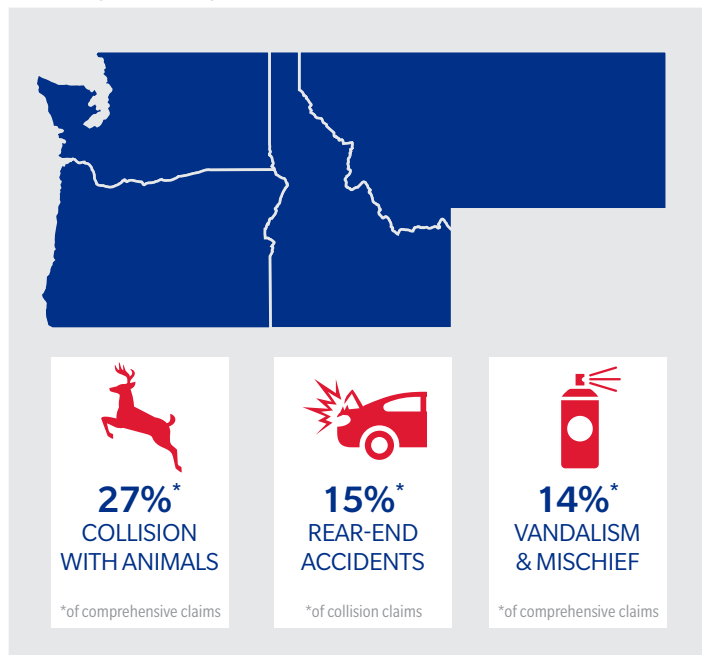 27%*
COLLISION
WITH ANIMALS
*of comprehensive claims
15%*
REAR-END
ACCIDENTS
*of collision claims
14%*
VANDALISM
& MISCHIEF
*of comprehensive claims